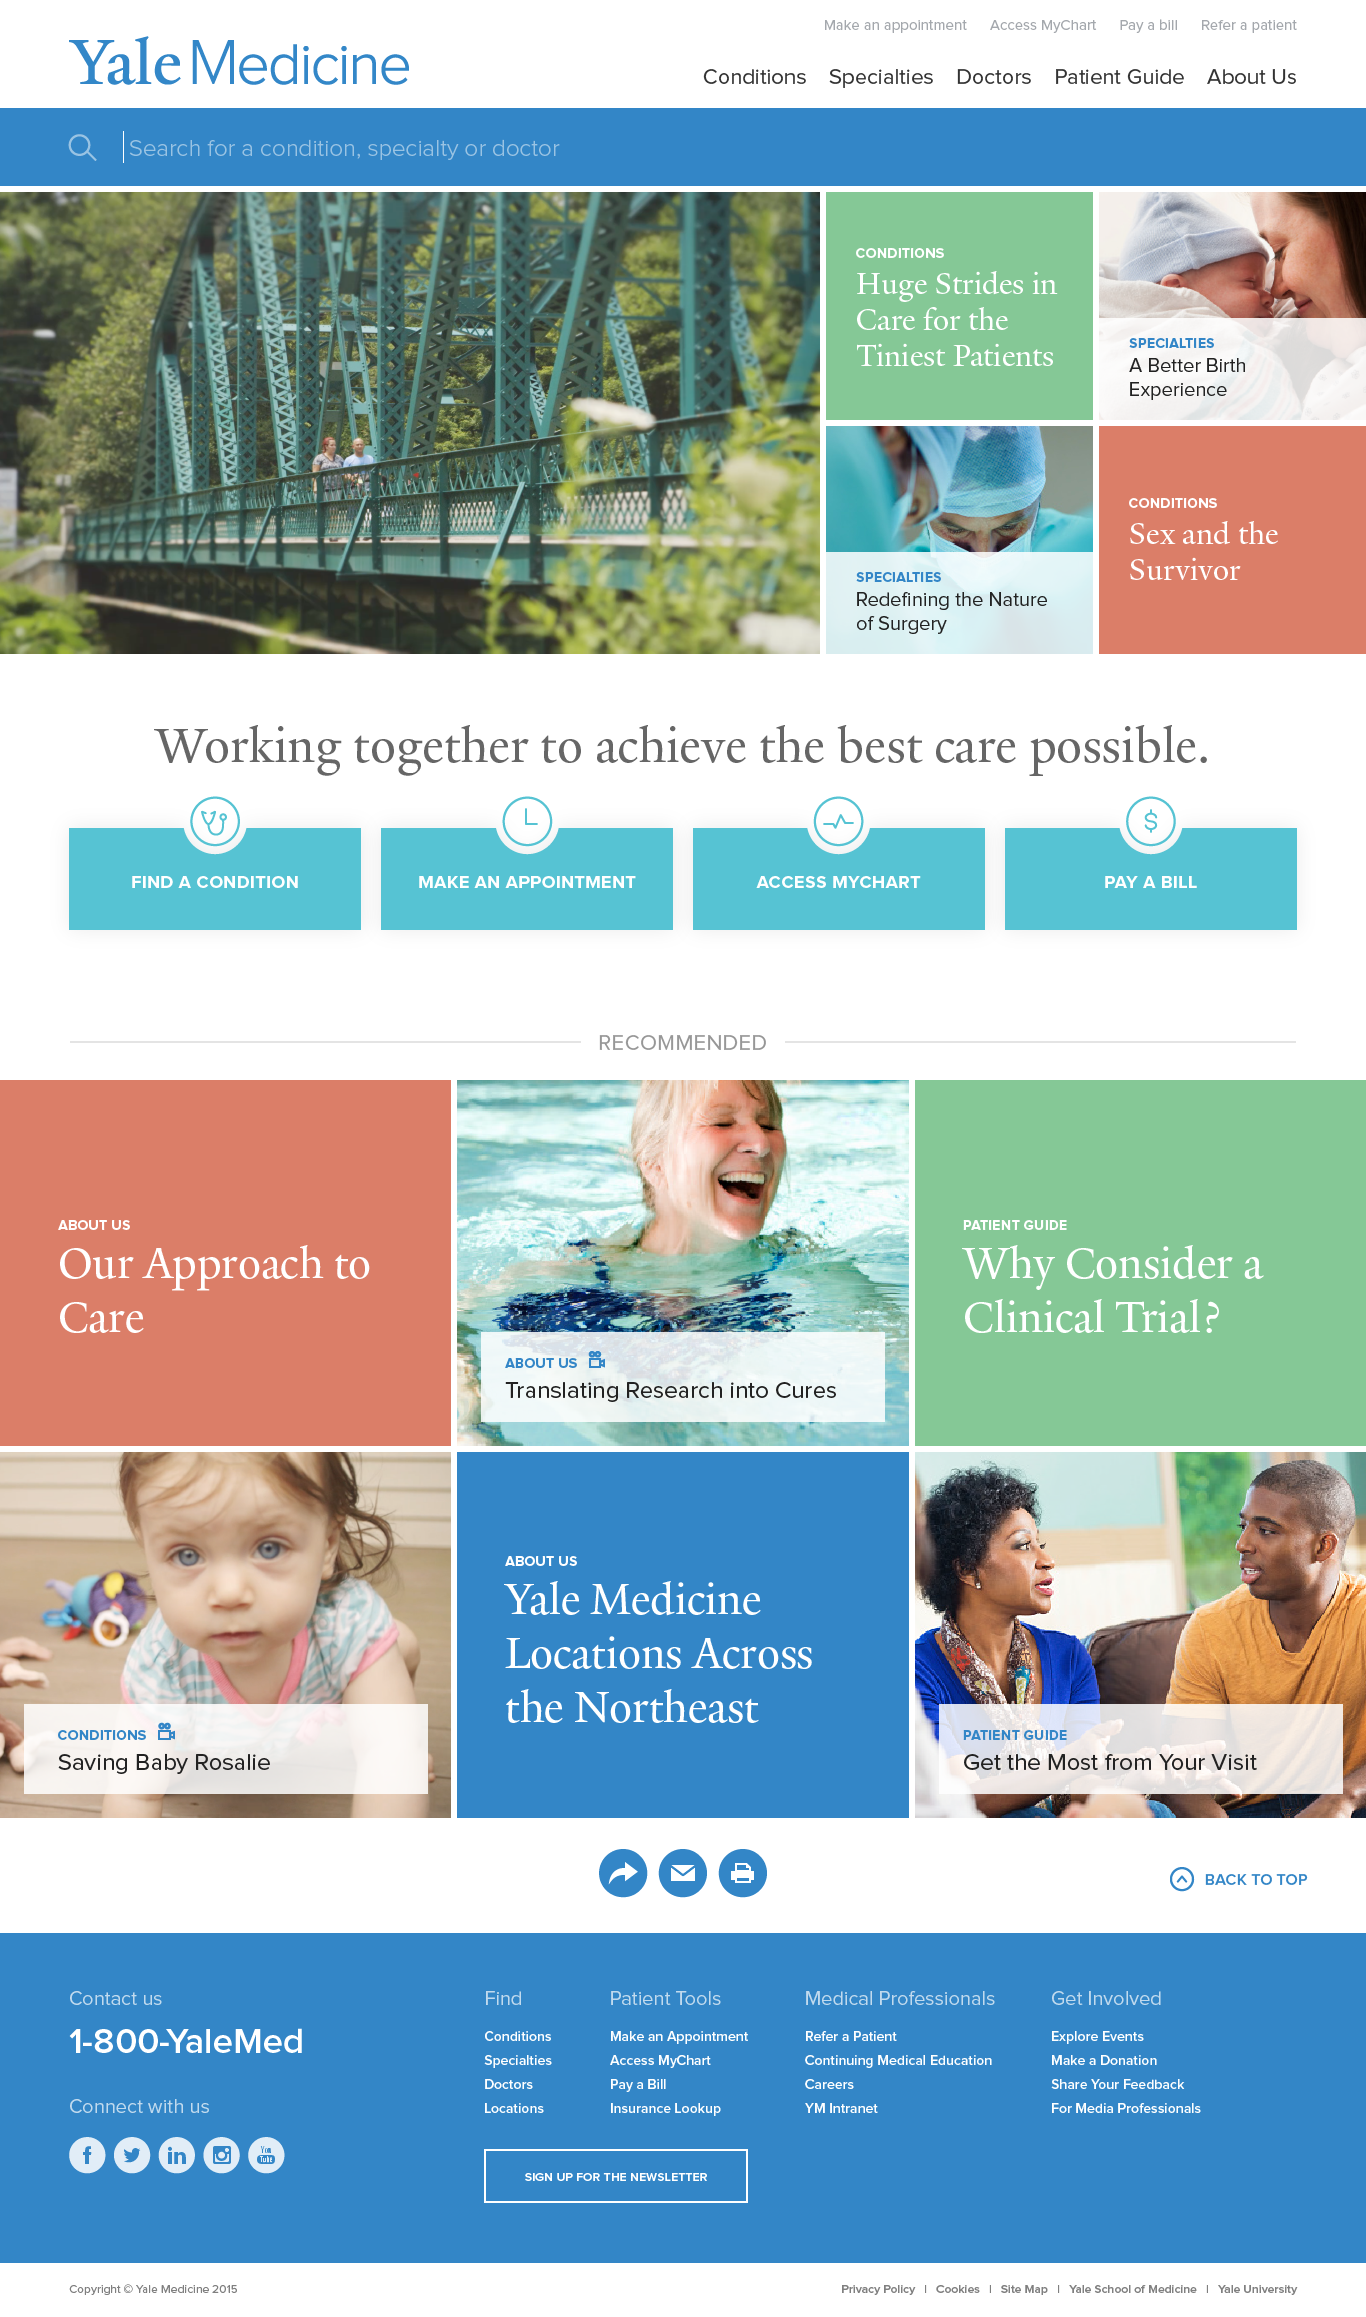 Make an appointment Access MyChart Pay a bill Refer a patient
Yale Medicine
Conditions Specialties Doctors Patient Guide About Us
Search for a condition, specialty or doctor
CONDITIONS
Huge Strides in
Care for the
Tiniest Patients
SPECIALTIES
A Better Birth
Experience
SPECIALTIES
Redefining the Nature
of Surgery
CONDITIONS
Sex and the
Survivor
Working together to achieve the best care possible.
FIND A CONDITION
MAKE AN APPOINTMENT
ACCESS MYCHART
$
PAY A BILL
RECOMMENDED
ABOUT US
Our Approach to
Care
ABOUT US
Translating Research into Cures
PATIENT GUIDE
Why Consider a
Clinical Trial?
CONDITIONS
Saving Baby Rosalie
ABOUT US
Yale Medicine
Locations Across
the Northeast
PATIENT GUIDE
Get the Most from Your Visit
BACK TO TOP
Contact us
1-800-YaleMed
Connect with us
f
in
You
Tube
Find
Conditions
Specialties
Doctors
Locations
Patient Tools
Make an Appointment
Access MyChart
Pay a Bill
Insurance Lookup
Medical Professionals
Refer a Patient
Continuing Medical Education
Careers
YM Intranet
Get Involved
Explore Events
Make a Donation
Share Your Feedback
For Media Professionals
SIGN UP FOR THE NEWSLETTER
Copyright © Yale Medicine 2015
Privacy Policy | Cookies | Site Map | Yale School of Medicine | Yale University